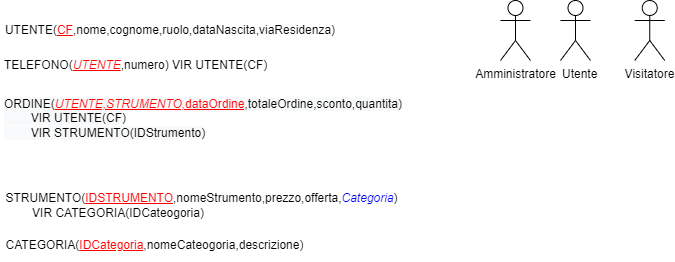 UTENTE(CF,nome,cognome,ruolo,dataNascita,viaResidenza)
TELEFONO(UTENTE,numero) VIR UTENTE(CF)
Amministratore Utente Visitatore
ORDINE(UTENTE,STRUMENTO,dataOrdine,totaleOrdine,sconto,quantita)
VIR UTENTE(CF)
VIR STRUMENTO(IDStrumento)
STRUMENTO(IDSTRUMENTO,nomeStrumento,prezzo,offerta,Categoria)
VIR CATEGORIA(IDCateogoria)
CATEGORIA(IDCategoria,nomeCateogoria,descrizione)